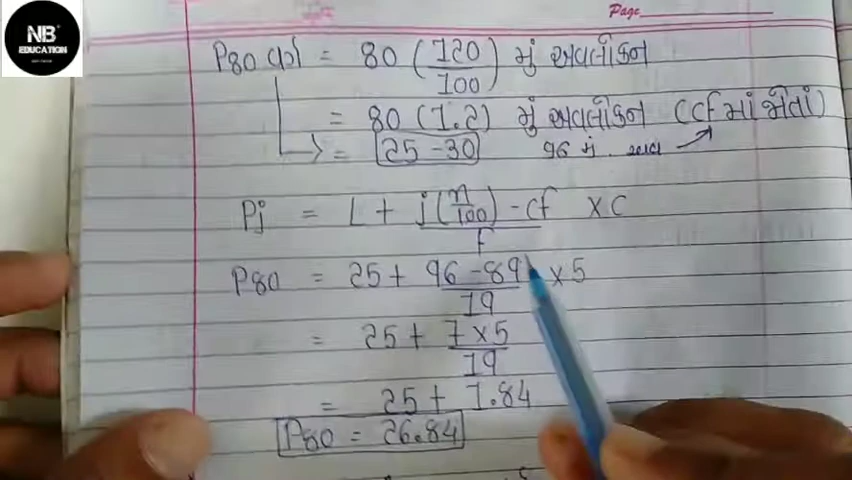 NB
EDUCATION
Page
P80 વર્ગ = 80 (120/100) મું અવલોકન
= 80 (1.2) મું અવલોકન (CF માં જોતાં)
= 25-30 96 મું
Pj = L + j(n/100) - cf × C
f
P80 = 25 + 96 - 89 × 5
19
= 25 + 7 × 5
19
= 25 + 1.84
P80 = 26.84